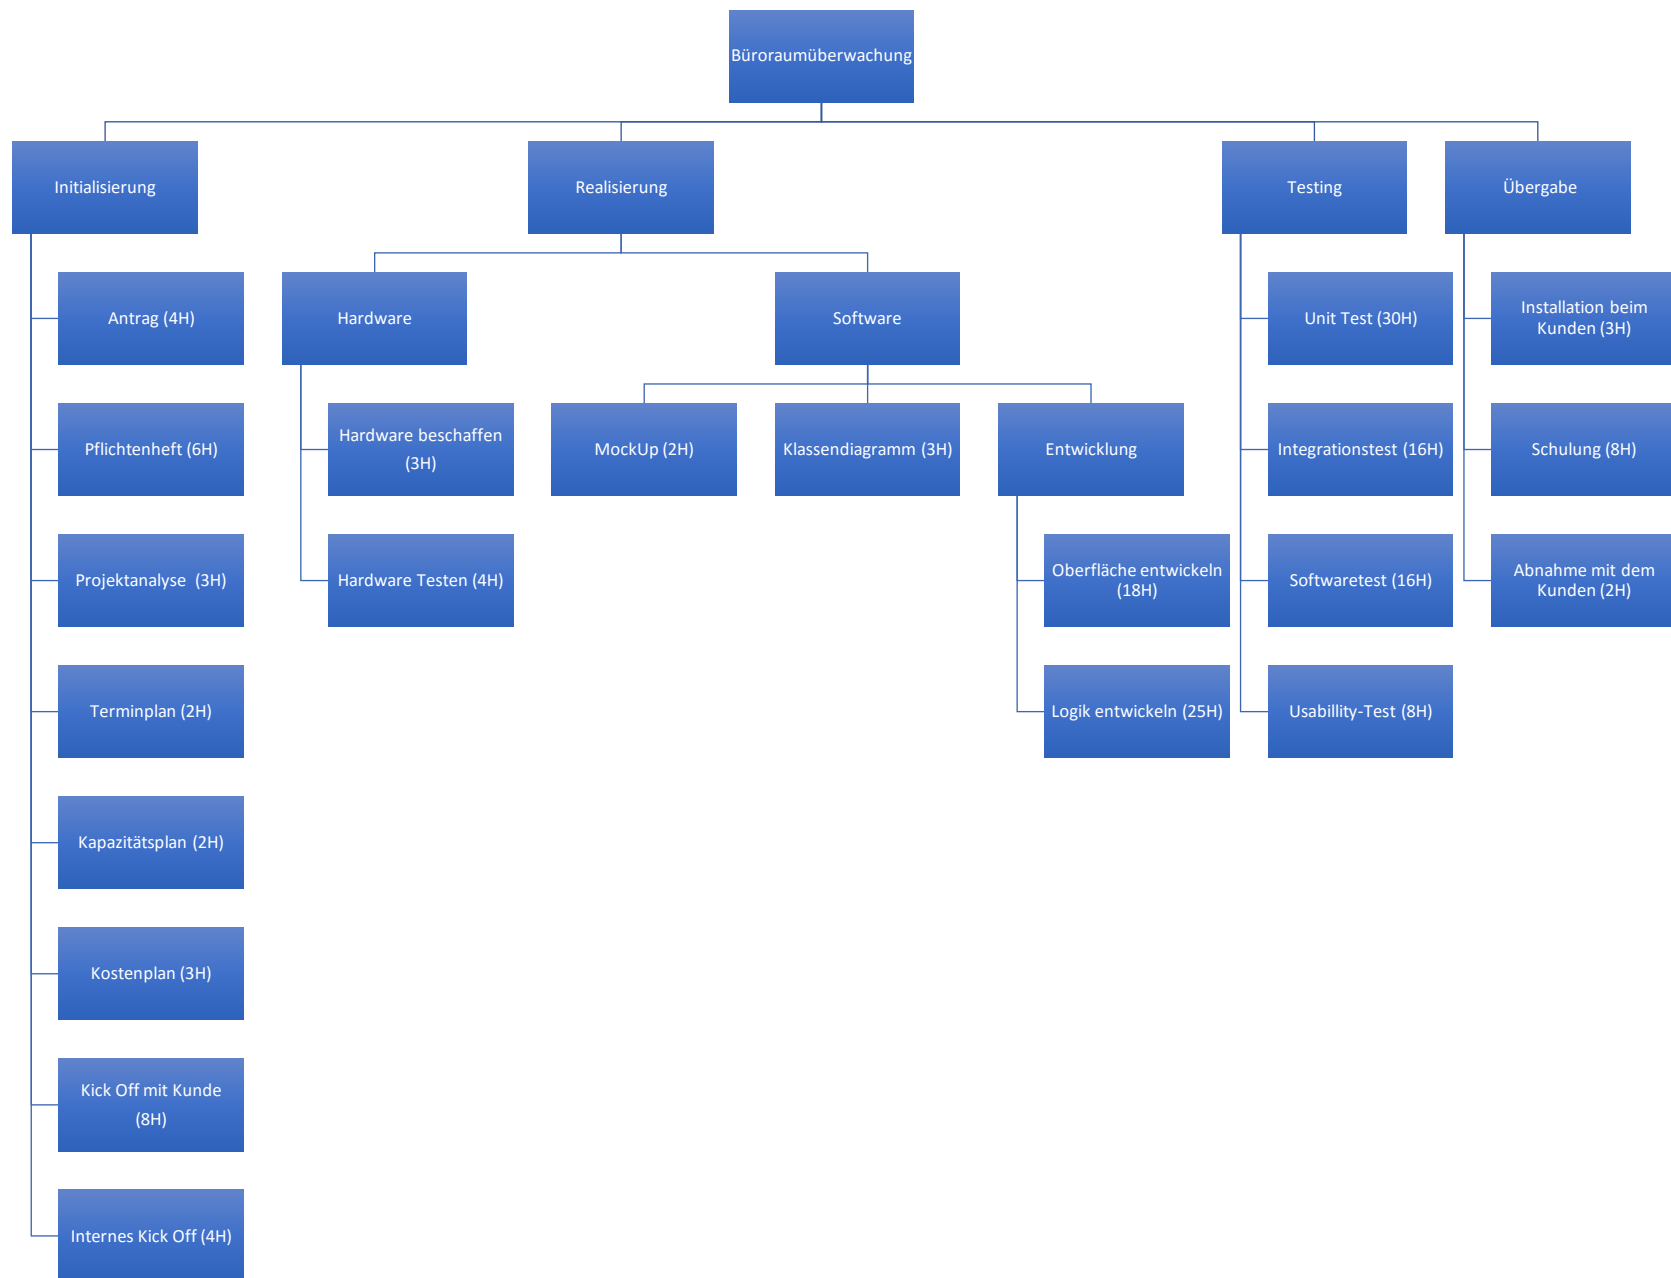 Büroraumüberwachung
Initialisierung
Realisierung
Testing
Übergabe
Antrag (4H)
Hardware
Software
Unit Test (30H)
Installation beim
Kunden (3H)
Pflichtenheft (6H)
Hardware beschaffen
(3H)
MockUp (2H)
Klassendiagramm (3H)
Entwicklung
Integrationstest (16H)
Schulung (8H)
Projektanalyse  (3H)
Hardware Testen (4H)
Oberfläche entwickeln
(18H)
Softwaretest (16H)
Abnahme mit dem
Kunden (2H)
Terminplan (2H)
Logik entwickeln (25H)
Usabillity-Test (8H)
Kapazitätsplan (2H)
Kostenplan (3H)
Kick Off mit Kunde
(8H)
Internes Kick Off (4H)